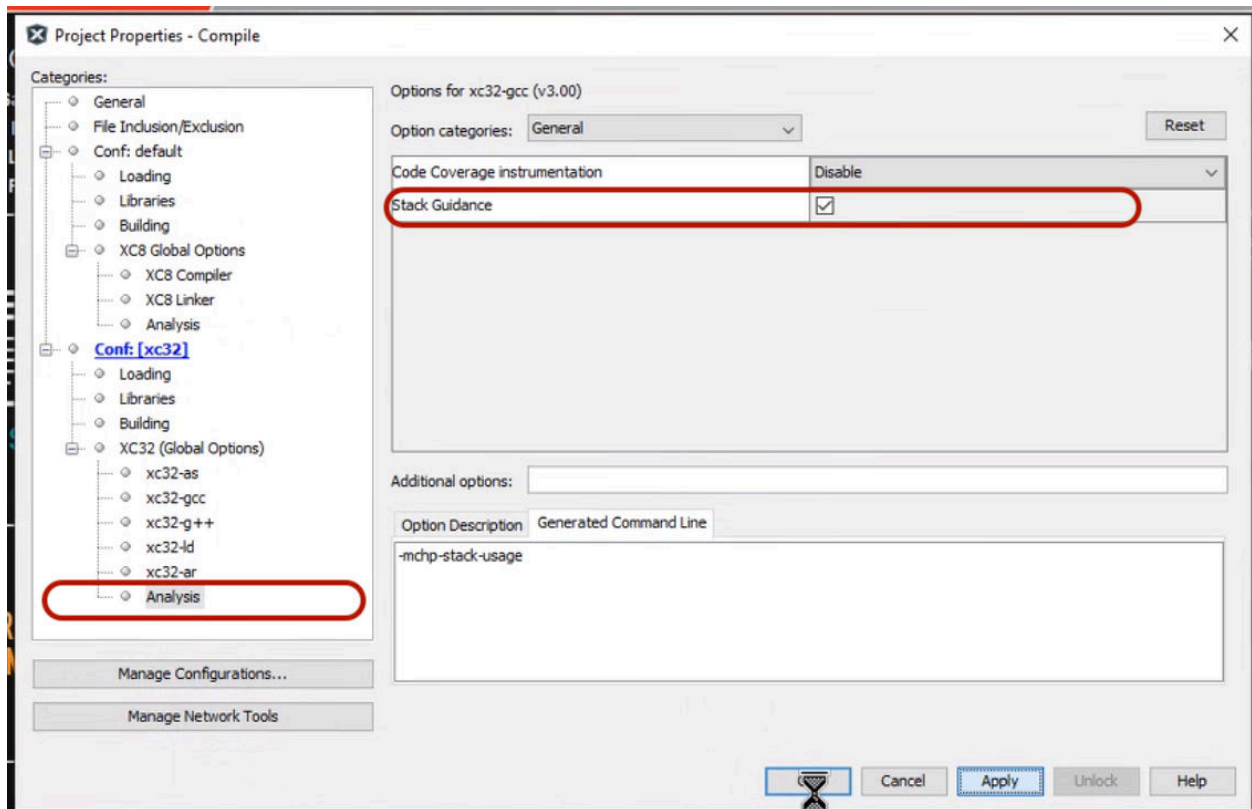 Project Properties - Compile
Categories:
General
File Inclusion/Exclusion
Conf: default
Loading
Libraries
Building
XC8 Global Options
XC8 Compiler
XC8 Linker
Analysis
Conf: [xc32]
Loading
Libraries
Building
XC32 (Global Options)
xc32-as
xc32-gcc
xc32-g++
xc32-ld
xc32-ar
Analysis
Manage Configurations...
Manage Network Tools
Options for xc32-gcc (v3.00)
Option categories: General Reset
Code Coverage instrumentation Disable
Stack Guidance
Additional options:
Option Description Generated Command Line
-mchp-stack-usage
Cancel Apply Unlock Help